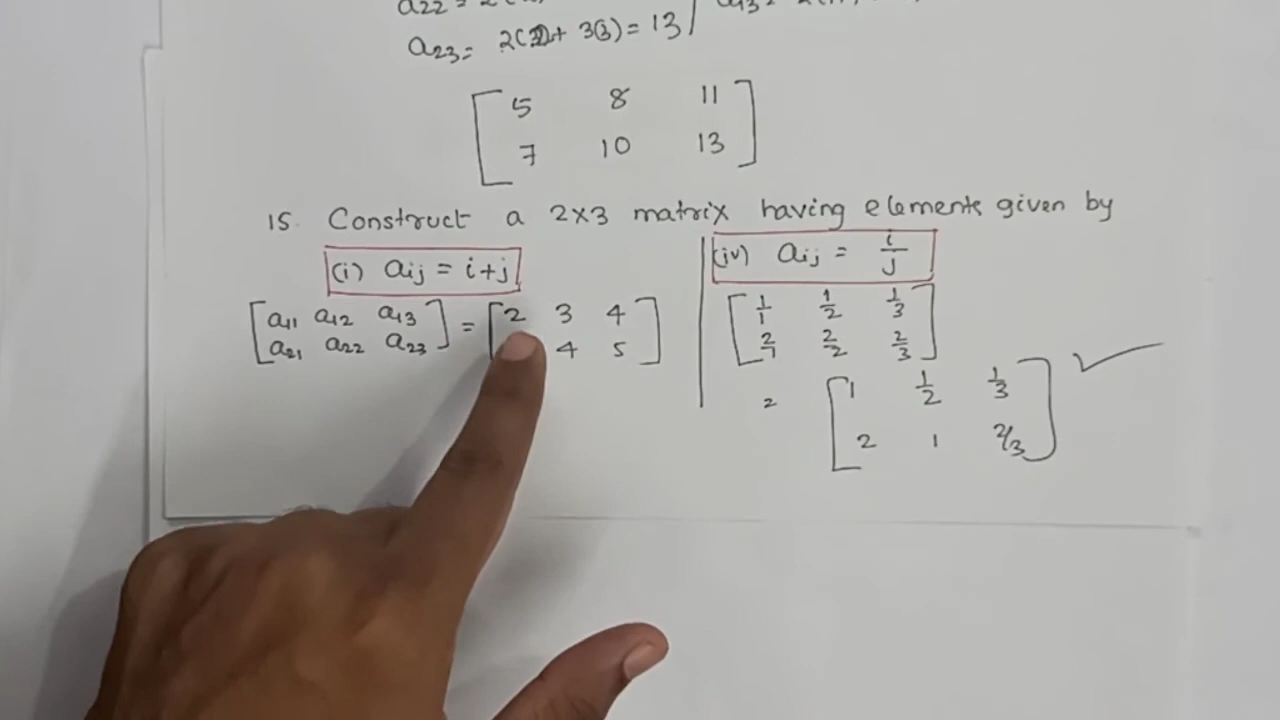 a22 =
a23 = 2(2)+ 3(3) = 13
5 8 11
7 10 13
15. Construct a 2x3 matrix having elements given by
(i) aij = i+j
[a11 a12 a13] = [2 3 4]
[a21 a22 a23] 4 5]
(iv) aij = i/j
1/1 1/2 1/3
2/1 2/2 2/3
1 1/2 1/3
2 1 2/3